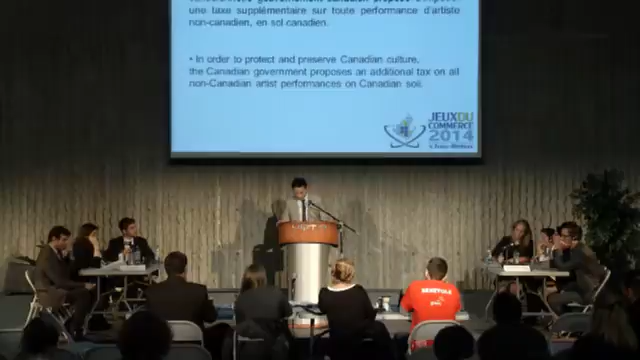 une taxe supplémentaire sur toute performance d'artiste
non-canadien, en sol canadien.
• In order to protect and preserve Canadian culture,
the Canadian government proposes an additional tax on all
non-Canadian artist performances on Canadian soil.
JEUX DU
COMMERCE
2014